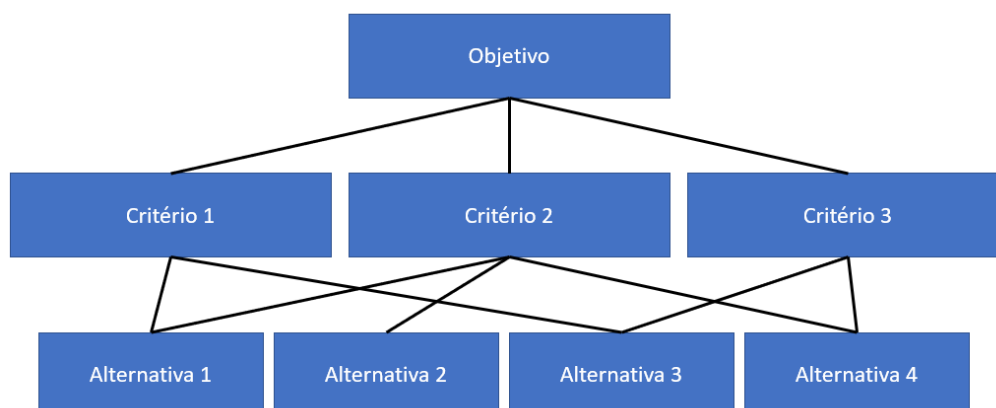 Objetivo
Critério 1
Critério 2
Critério 3
Alternativa 1
Alternativa 2
Alternativa 3
Alternativa 4